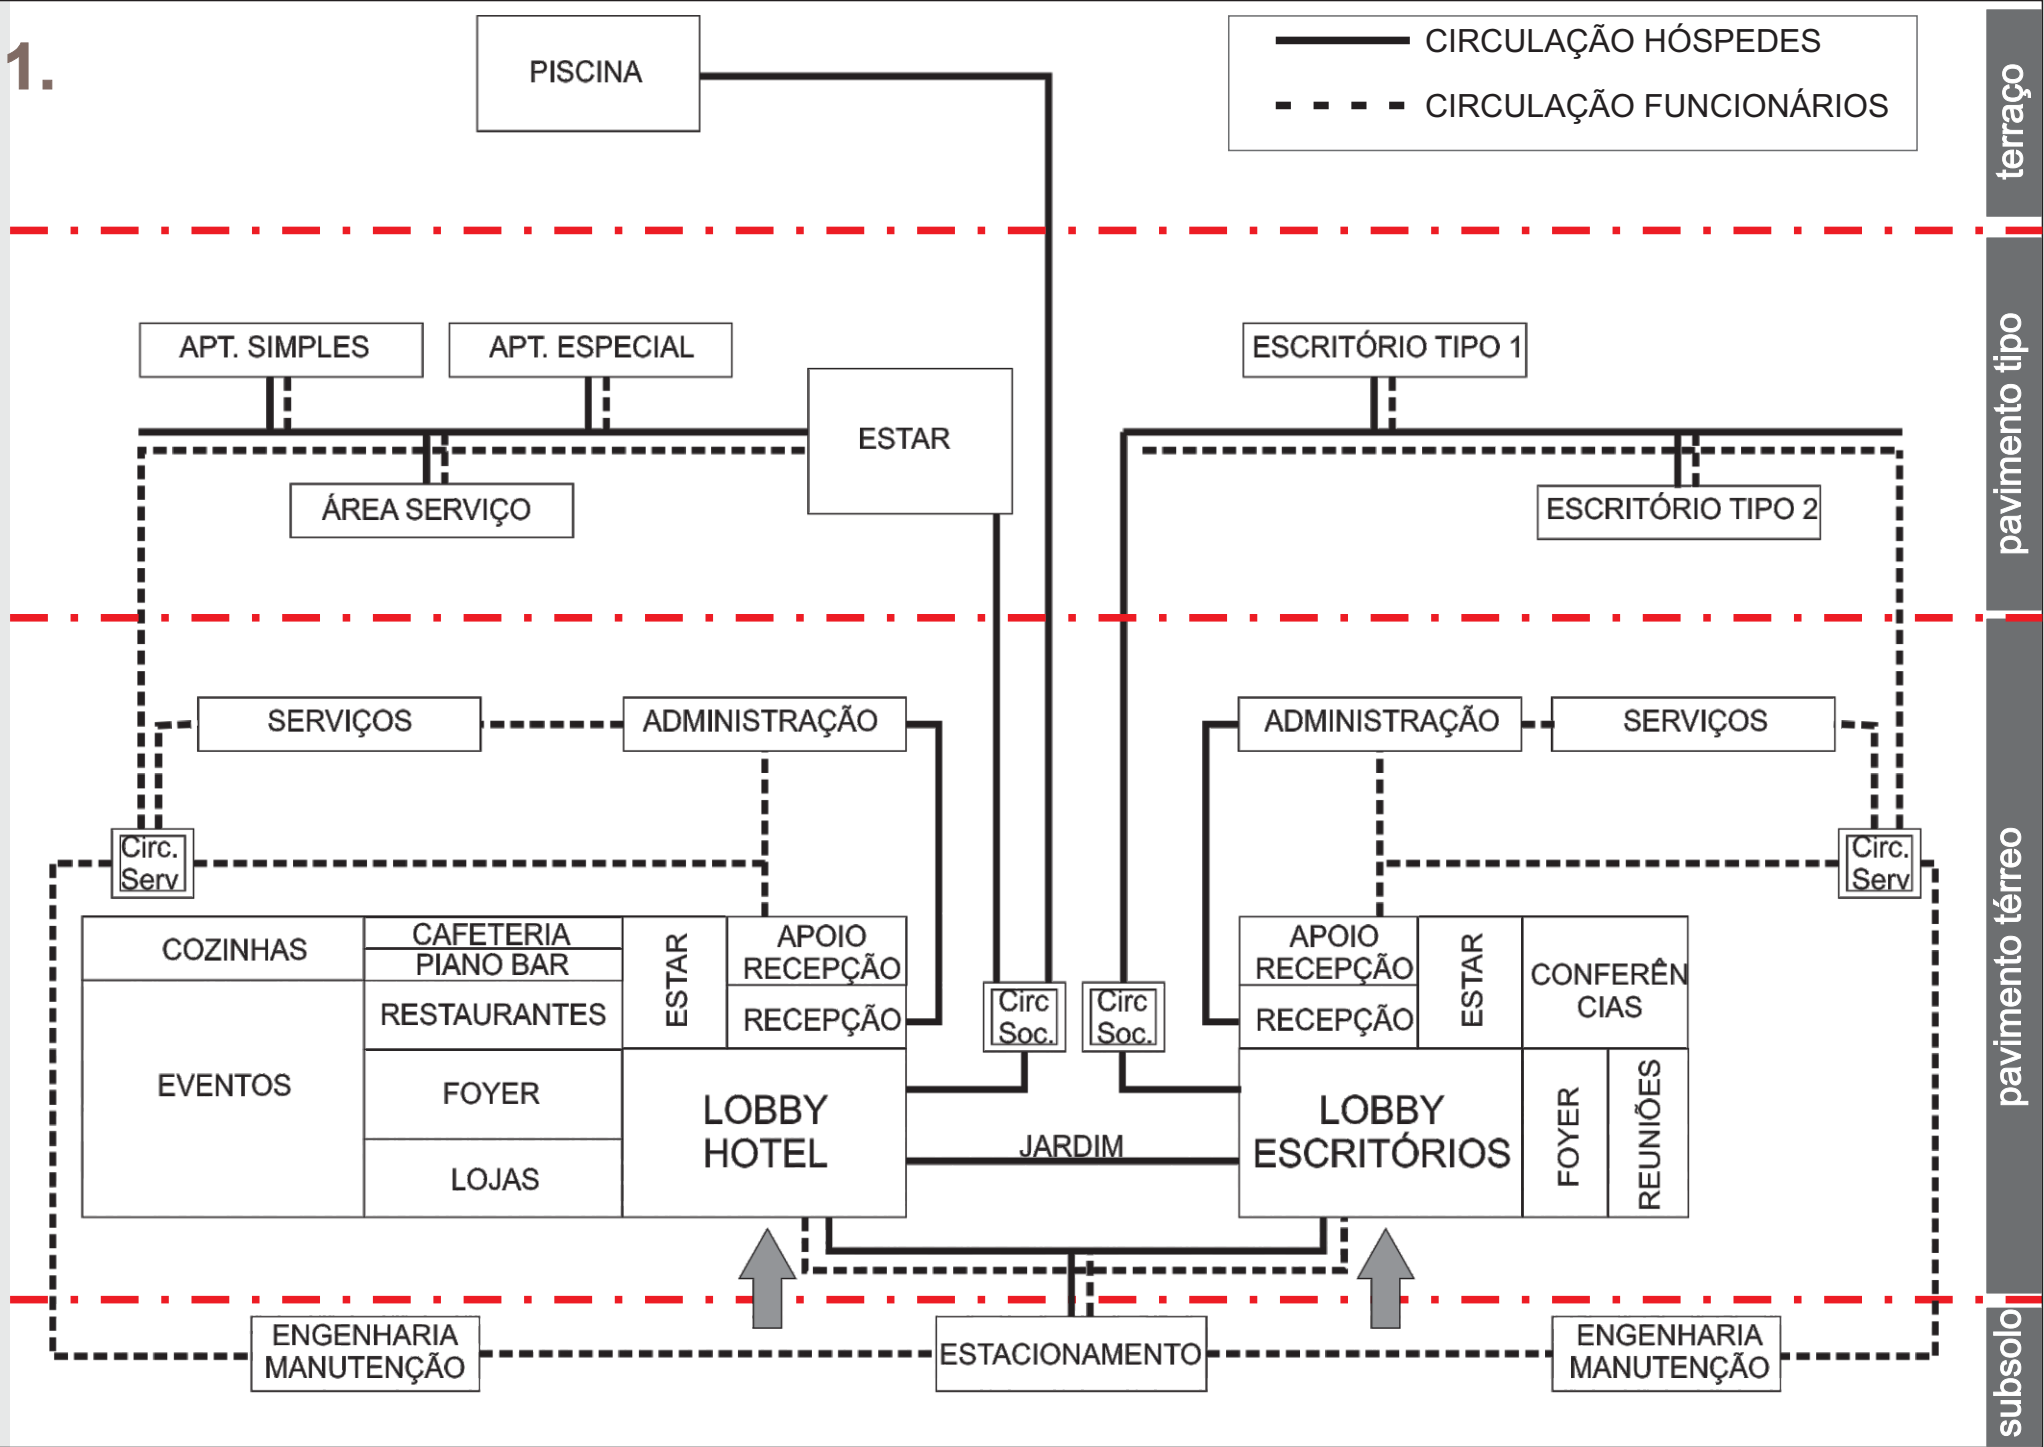 1.
PISCINA
CIRCULAÇÃO HÓSPEDES
CIRCULAÇÃO FUNCIONÁRIOS
terraço
APT. SIMPLES
APT. ESPECIAL
ESTAR
ÁREA SERVIÇO
ESCRITÓRIO TIPO 1
ESCRITÓRIO TIPO 2
pavimento tipo
SERVIÇOS
ADMINISTRAÇÃO
ADMINISTRAÇÃO
SERVIÇOS
Circ.
Serv
Circ.
Serv
COZINHAS
CAFETERIA
PIANO BAR
ESTAR
APOIO
RECEPÇÃO
EVENTOS
RESTAURANTES
RECEPÇÃO
FOYER
LOJAS
LOBBY
HOTEL
Circ
Soc.
Circ
Soc.
JARDIM
APOIO
RECEPÇÃO
ESTAR
CONFERÊN
CIAS
RECEPÇÃO
LOBBY
ESCRITÓRIOS
FOYER
REUNIÕES
pavimento térreo
ENGENHARIA
MANUTENÇÃO
ESTACIONAMENTO
ENGENHARIA
MANUTENÇÃO
subsolo